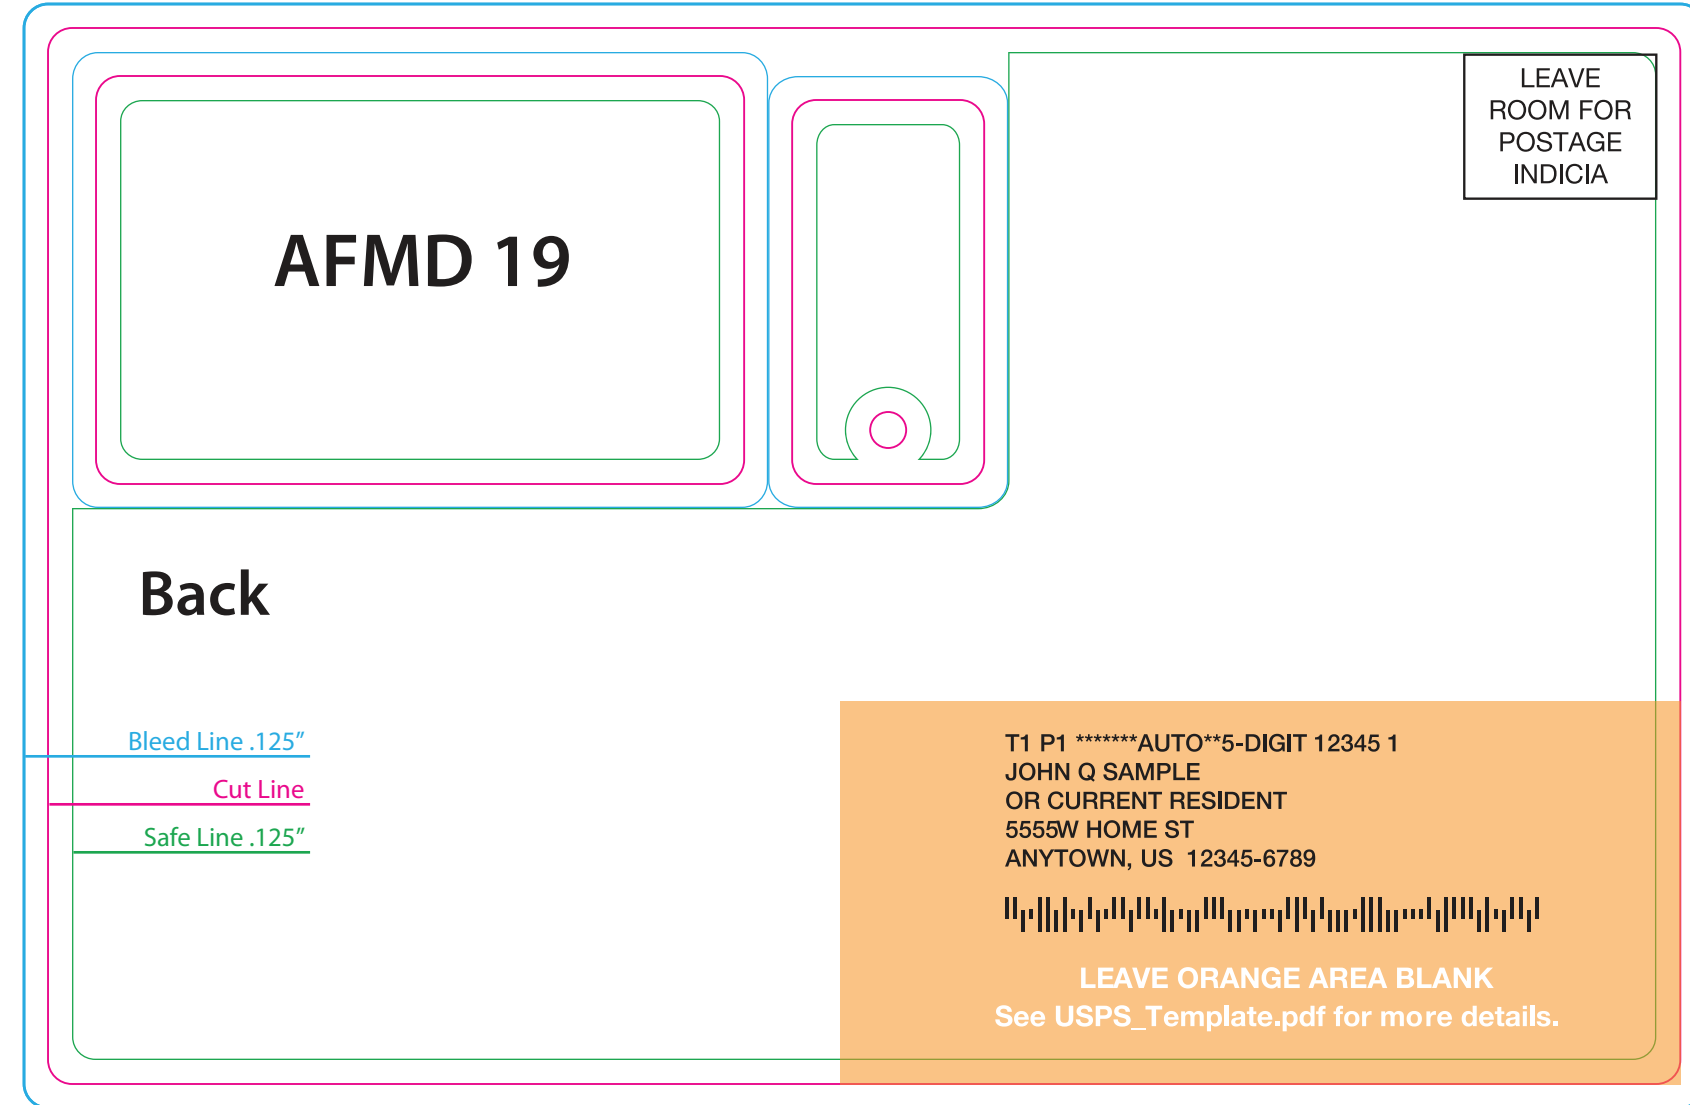 LEAVE
ROOM FOR
POSTAGE
INDICIA
AFMD 19
Back
Bleed Line .125”
Cut Line
Safe Line .125”
T1 P1 *******AUTO**5-DIGIT 12345 1
JOHN Q SAMPLE
OR CURRENT RESIDENT
5555W HOME ST
ANYTOWN, US  12345-6789
LEAVE ORANGE AREA BLANK
See USPS_Template.pdf for more details.